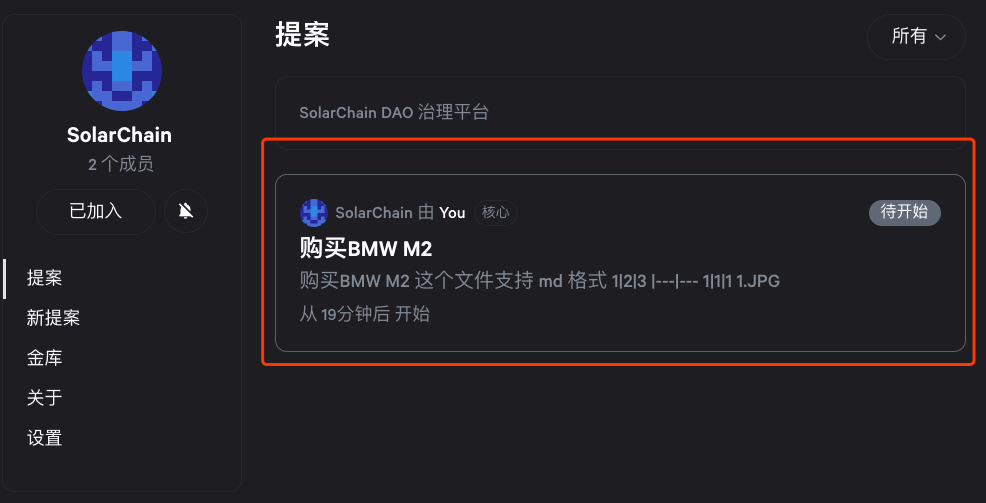 SolarChain
2 个成员
已加入
提案
新提案
金库
关于
设置
提案
所有
SolarChain DAO 治理平台
SolarChain 由 You 核心
待开始
购买BMW M2
购买BMW M2 这个文件支持 md 格式 1|2|3 |---|--- 1|1|1 1.JPG
从 19分钟后 开始